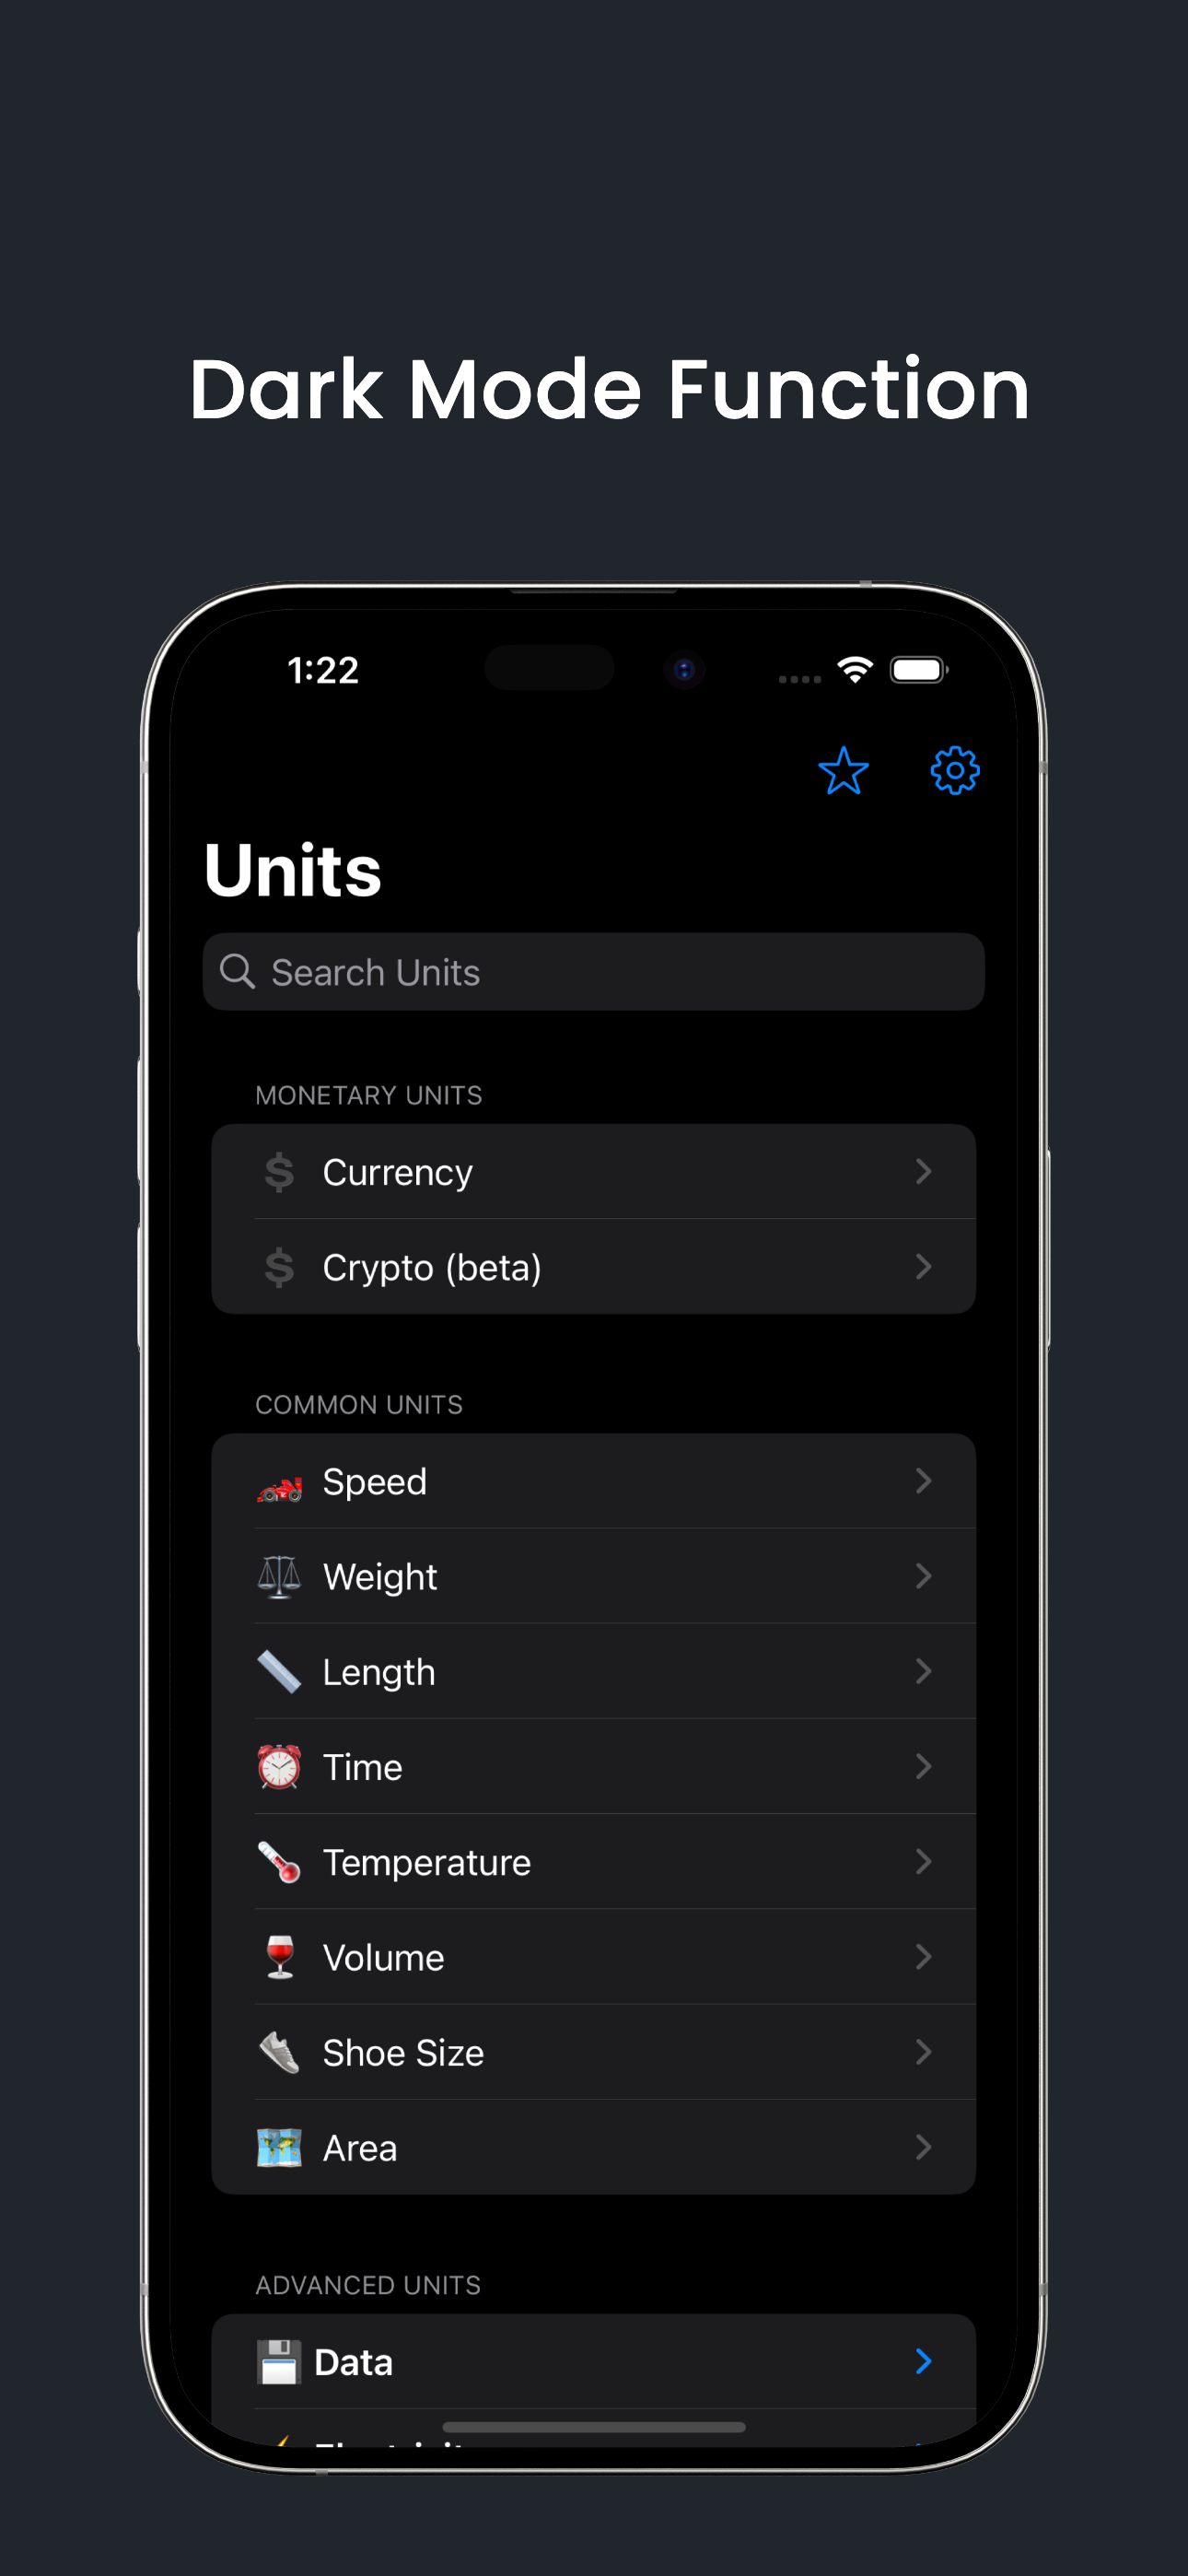 Dark Mode Function
1:22
Units
Search Units
MONETARY UNITS
$ Currency
$ Crypto (beta)
COMMON UNITS
Speed
Weight
Length
Time
Temperature
Volume
Shoe Size
Area
ADVANCED UNITS
Data